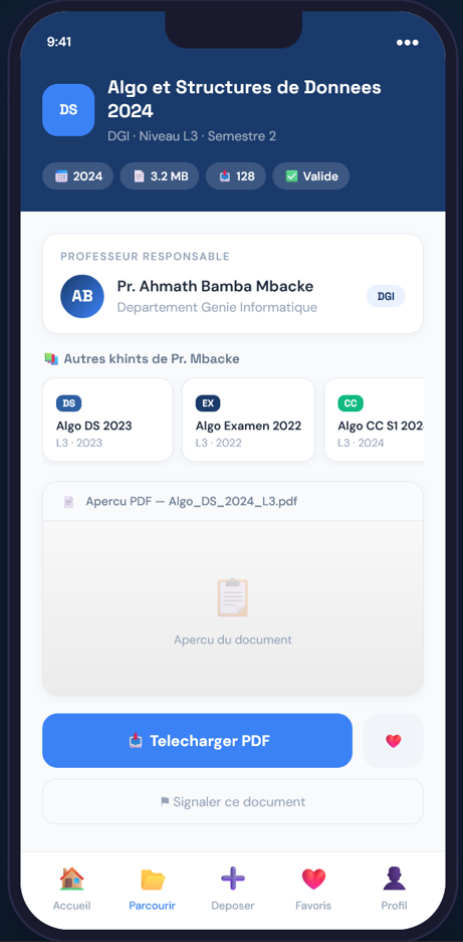 9:41
DS
Algo et Structures de Donnees
2024
DGI · Niveau L3 · Semestre 2
2024
3.2 MB
128
Valide
PROFESSEUR RESPONSABLE
AB
Pr. Ahmath Bamba Mbacke
Departement Genie Informatique
DGI
Autres khints de Pr. Mbacke
DS
Algo DS 2023
L3 · 2023
EX
Algo Examen 2022
L3 · 2022
CC
Algo CC S1 202
L3 · 2024
Apercu PDF — Algo_DS_2024_L3.pdf
Apercu du document
Telecharger PDF
Signaler ce document
Accueil
Parcourir
Deposer
Favoris
Profil